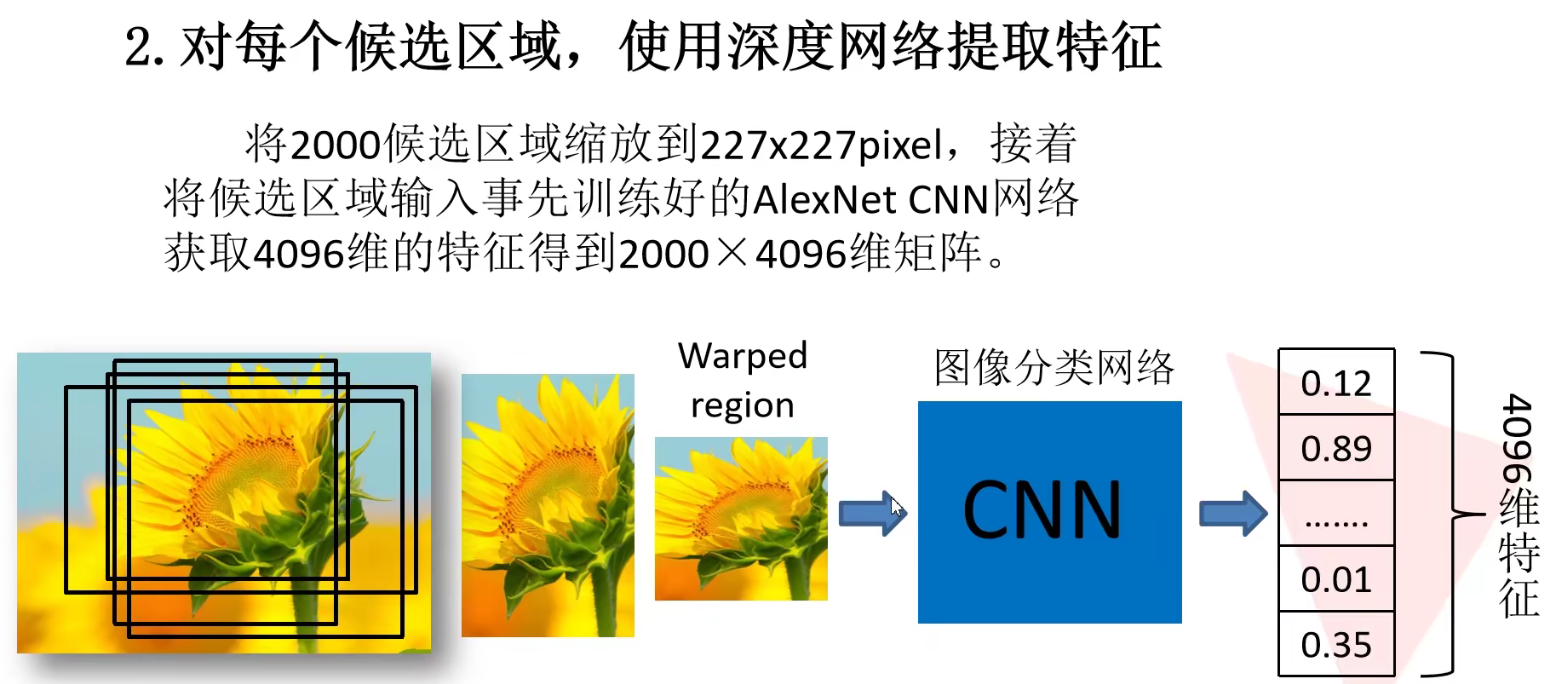 2. 对每个候选区域，使用深度网络提取特征
将2000候选区域缩放到227x227pixel，接着
将候选区域输入事先训练好的AlexNet CNN网络
获取4096维的特征得到2000×4096维矩阵。
Warped
region
图像分类网络
CNN
0.12
0.89
…….
0.01
0.35
4096维特征